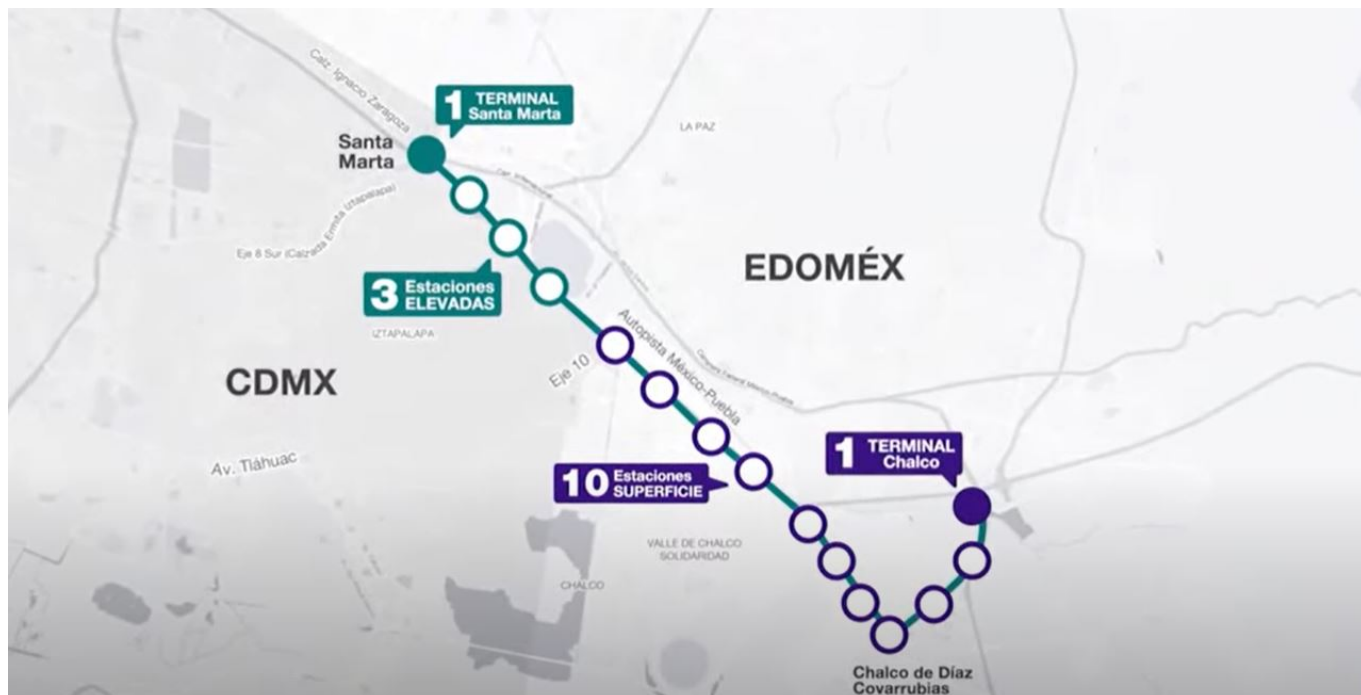 Calz. Ignacio Zaragoza
1 TERMINAL
Santa Marta
Santa
Marta
LA PAZ
Eje 8 Sur (Calzada Ermita Iztapalapa)
EDOMÉX
3 Estaciones
ELEVADAS
IZTAPALAPA
Autopista México-Puebla
Eje 10
CDMX
1 TERMINAL
Chalco
Av. Tláhuac
10 Estaciones
SUPERFICIE
VALLE DE CHALCO
SOLIDARIDAD
CHALCO
Chalco de Díaz
Covarrubias